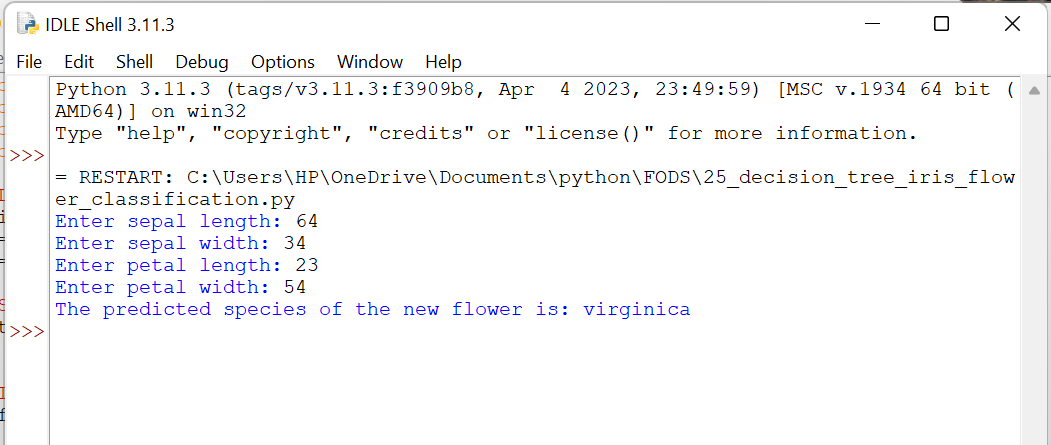 IDLE Shell 3.11.3
File Edit Shell Debug Options Window Help
Python 3.11.3 (tags/v3.11.3:f3909b8, Apr  4 2023, 23:49:59) [MSC v.1934 64 bit (
AMD64)] on win32
Type "help", "copyright", "credits" or "license()" for more information.
>>>
= RESTART: C:\Users\HP\OneDrive\Documents\python\FODS\25_decision_tree_iris_flow
er_classification.py
Enter sepal length: 64
Enter sepal width: 34
Enter petal length: 23
Enter petal width: 54
The predicted species of the new flower is: virginica
>>>